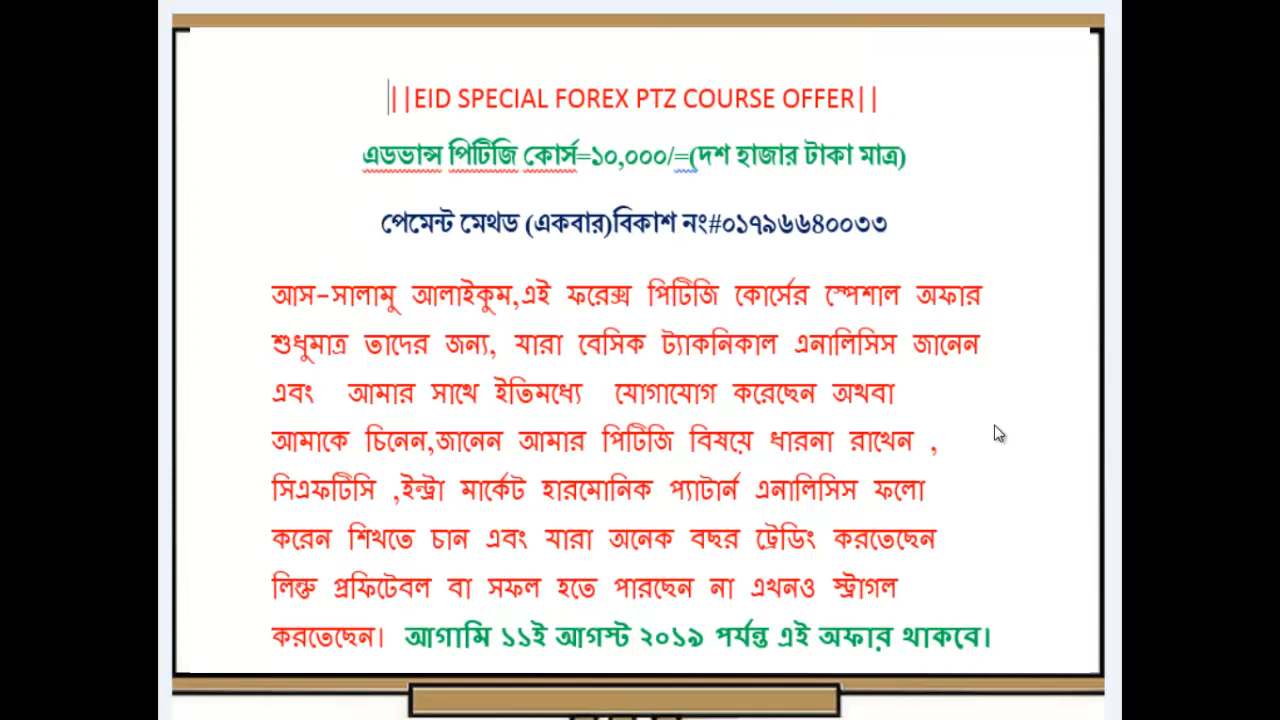 ||EID SPECIAL FOREX PTZ COURSE OFFER||
এডভান্স পিটিজি কোর্স=১০,০০০/=(দশ হাজার টাকা মাত্র)
পেমেন্ট মেথড (একবার)বিকাশ নং#০১৭৯৬৬৪০০৩৩
আস-সালামু আলাইকুম,এই ফরেক্স পিটিজি কোর্সের স্পেশাল অফার
শুধুমাত্র তাদের জন্য, যারা বেসিক ট্যাকনিকাল এনালিসিস জানেন
এবং আমার সাথে ইতিমধ্যে যোগাযোগ করেছেন অথবা
আমাকে চিনেন,জানেন আমার পিটিজি বিষয়ে ধারনা রাখেন ,
সিএফটিসি ,ইন্ট্রা মার্কেট হারমোনিক প্যাটার্ন এনালিসিস ফলো
করেন শিখতে চান এবং যারা অনেক বছর ট্রেডিং করতেছেন
লিন্তু প্রফিটেবল বা সফল হতে পারছেন না এখনও স্ট্রাগল
করতেছেন। আগামি ১১ই আগস্ট ২০১৯ পর্যন্ত এই অফার থাকবে।